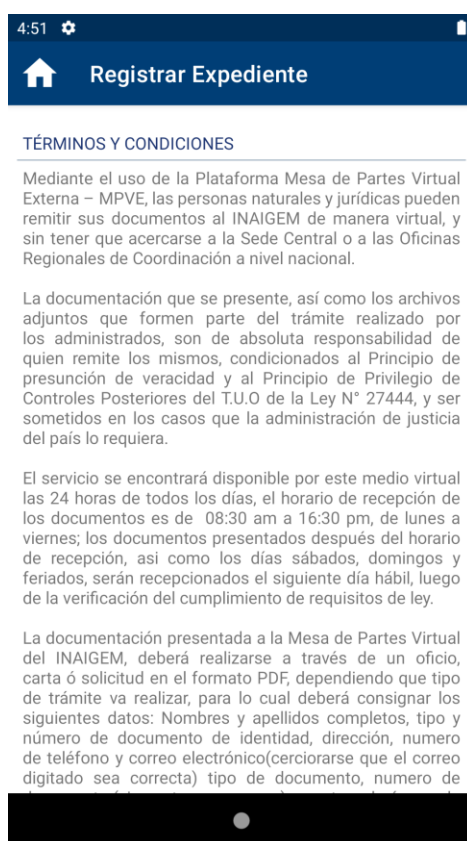 4:51
Registrar Expediente
TÉRMINOS Y CONDICIONES
Mediante el uso de la Plataforma Mesa de Partes Virtual
Externa – MPVE, las personas naturales y jurídicas pueden
remitir sus documentos al INAIGEM de manera virtual, y
sin tener que acercarse a la Sede Central o a las Oficinas
Regionales de Coordinación a nivel nacional.
La documentación que se presente, así como los archivos
adjuntos que formen parte del trámite realizado por
los administrados, son de absoluta responsabilidad de
quien remite los mismos, condicionados al Principio de
presunción de veracidad y al Principio de Privilegio de
Controles Posteriores del T.U.O de la Ley N° 27444, y ser
sometidos en los casos que la administración de justicia
del país lo requiera.
El servicio se encontrará disponible por este medio virtual
las 24 horas de todos los días, el horario de recepción de
los documentos es de 08:30 am a 16:30 pm, de lunes a
viernes; los documentos presentados después del horario
de recepción, asi como los días sábados, domingos y
feriados, serán recepcionados el siguiente día hábil, luego
de la verificación del cumplimiento de requisitos de ley.
La documentación presentada a la Mesa de Partes Virtual
del INAIGEM, deberá realizarse a través de un oficio,
carta ó solicitud en el formato PDF, dependiendo que tipo
de trámite va realizar, para lo cual deberá consignar los
siguientes datos: Nombres y apellidos completos, tipo y
número de documento de identidad, dirección, numero
de teléfono y correo electrónico(cerciorarse que el correo
digitado sea correcta) tipo de documento, numero de